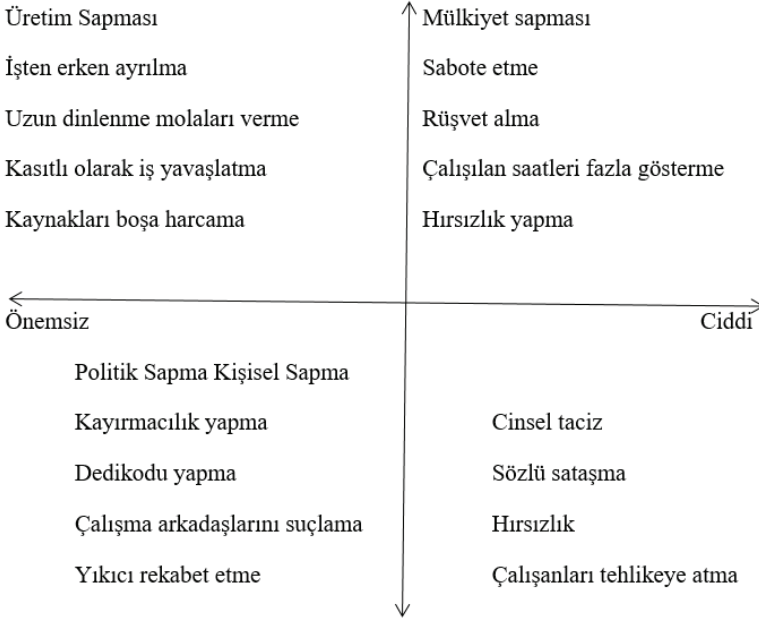 Üretim Sapması
İşten erken ayrılma
Uzun dinlenme molaları verme
Kasıtlı olarak iş yavaşlatma
Kaynakları boşa harcama
Mülkiyet sapması
Sabote etme
Rüşvet alma
Çalışılan saatleri fazla gösterme
Hırsızlık yapma
Önemsiz
Ciddi
Politik Sapma Kişisel Sapma
Kayırmacılık yapma
Dedikodu yapma
Çalışma arkadaşlarını suçlama
Yıkıcı rekabet etme
Cinsel taciz
Sözlü sataşma
Hırsızlık
Çalışanları tehlikeye atma